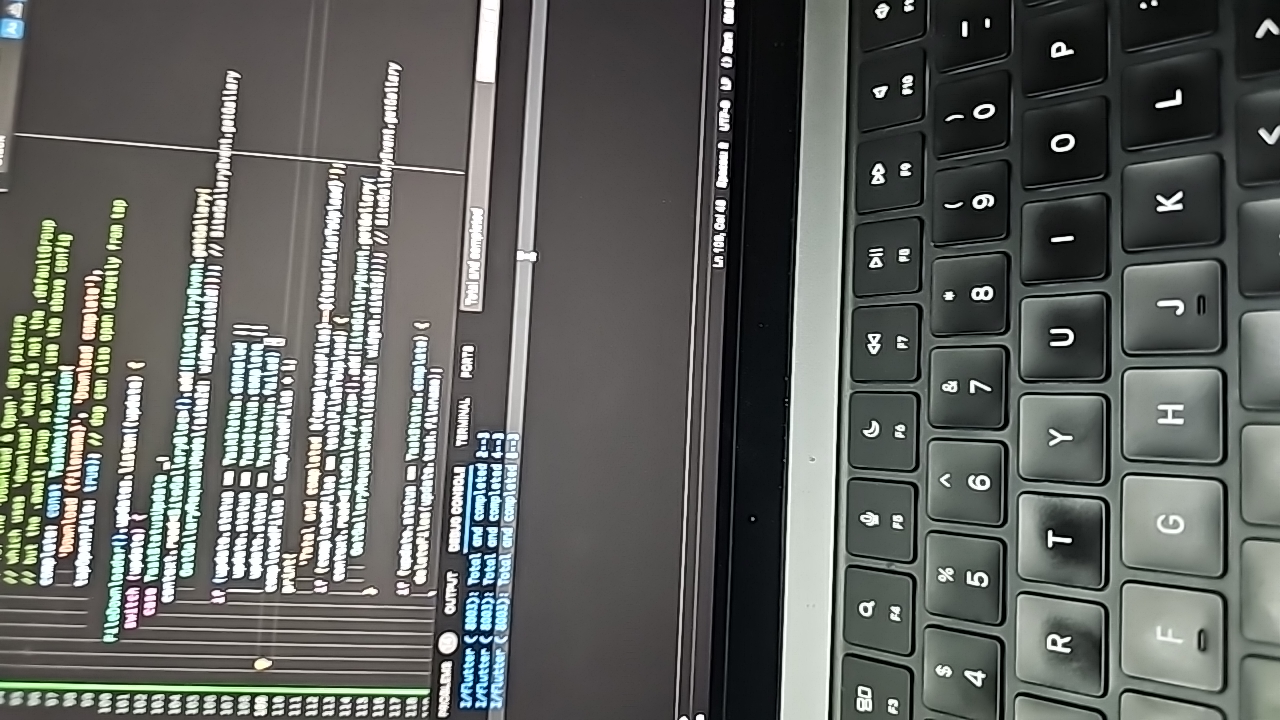 // which uses 'download' which is not the .defaultGroup
// but the .await group so won't use the above config
complete: const TaskNotification(
'Download {filename}', 'Download complete'),
tapOpensFile: true); // dog can also open directly from tap
FileDownloader().updates.listen((update) {
switch (update) {
case TaskStatusUpdate _:
context.read<SiteGalleryBloc>().add(SiteGalleryEvent.getGallery(
GetGalleryRequestModel(siteId: widget.siteId)))); // SiteGalleryEvent.getGallery
if (update.status == TaskStatus.canceled ||
update.status == TaskStatus.complete ||
update.status == TaskStatus.failed) {
completedFiles = completedFiles + 1;
print(
'Total and completed ${completedFiles}--${totalFilesToUpload}');
if (completedFiles == totalFilesToUpload) {
context.read<SiteGalleryBloc>().add(SiteGalleryEvent.getGallery(
GetGalleryRequestModel(siteId: widget.siteId)))); // SiteGalleryEvent.getGallery
}
if (update.status == TaskStatus.complete) {
deleteFiles(update.task.filename);
PROBLEMS OUTPUT DEBUG CONSOLE TERMINAL PORTS Total and completed
I/flutter ( 8003): Total and completed 2--3
I/flutter ( 8003): Total and completed 4--3
I/flutter ( 8003): Total and completed 6--3
Ln 109, Col 48 Spaces: 2 UTF-8 LF {} Dart
F3 F4 F5 F6 F7 F8 F9 F10
$ % ^ & * ( ) _
4 5 6 7 8 9 0 -
R T Y U I O P
F G H J K L :
< >